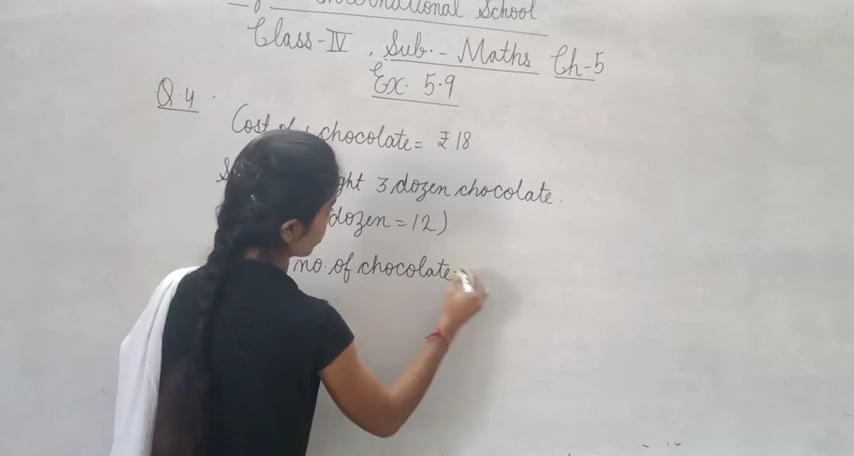 International School
Class-IV, Sub.- Maths Ch-5
Ex. 5.9
Q.4
Cost of 1 chocolate = ₹18
3 dozen chocolate.
dozen = 12)
no. of chocolate